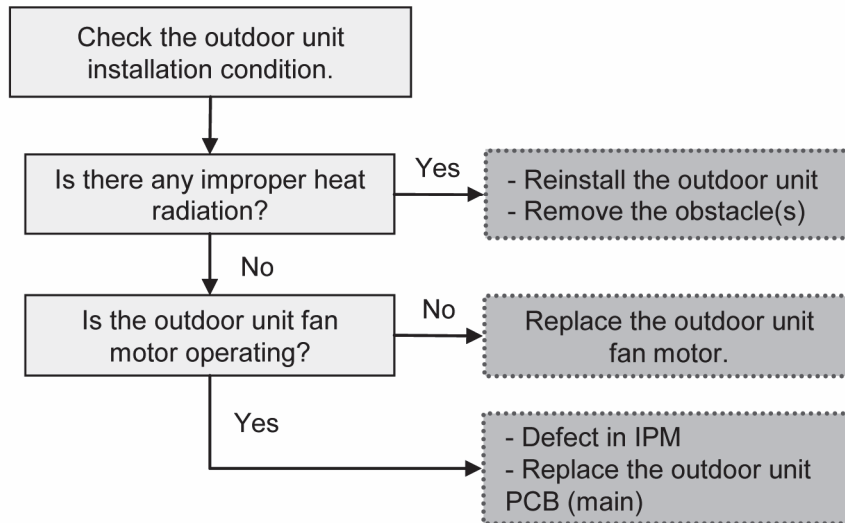 Check the outdoor unit
installation condition.
Is there any improper heat
radiation?
Yes
- Reinstall the outdoor unit
- Remove the obstacle(s)
No
Is the outdoor unit fan
motor operating?
No
Replace the outdoor unit
fan motor.
Yes
- Defect in IPM
- Replace the outdoor unit
PCB (main)